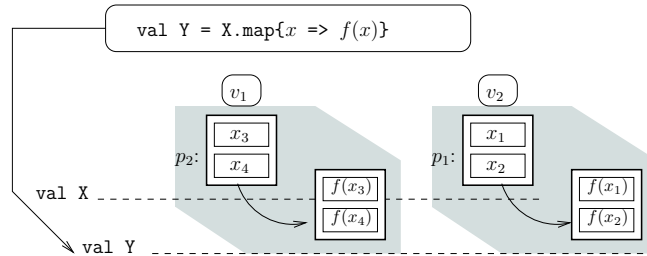 val Y = X.map{x => f(x)}
v₁
v₂
x₃
x₁
p₂:
x₄
p₁:
x₂
f(x₃)
f(x₁)
val X
f(x₄)
f(x₂)
val Y